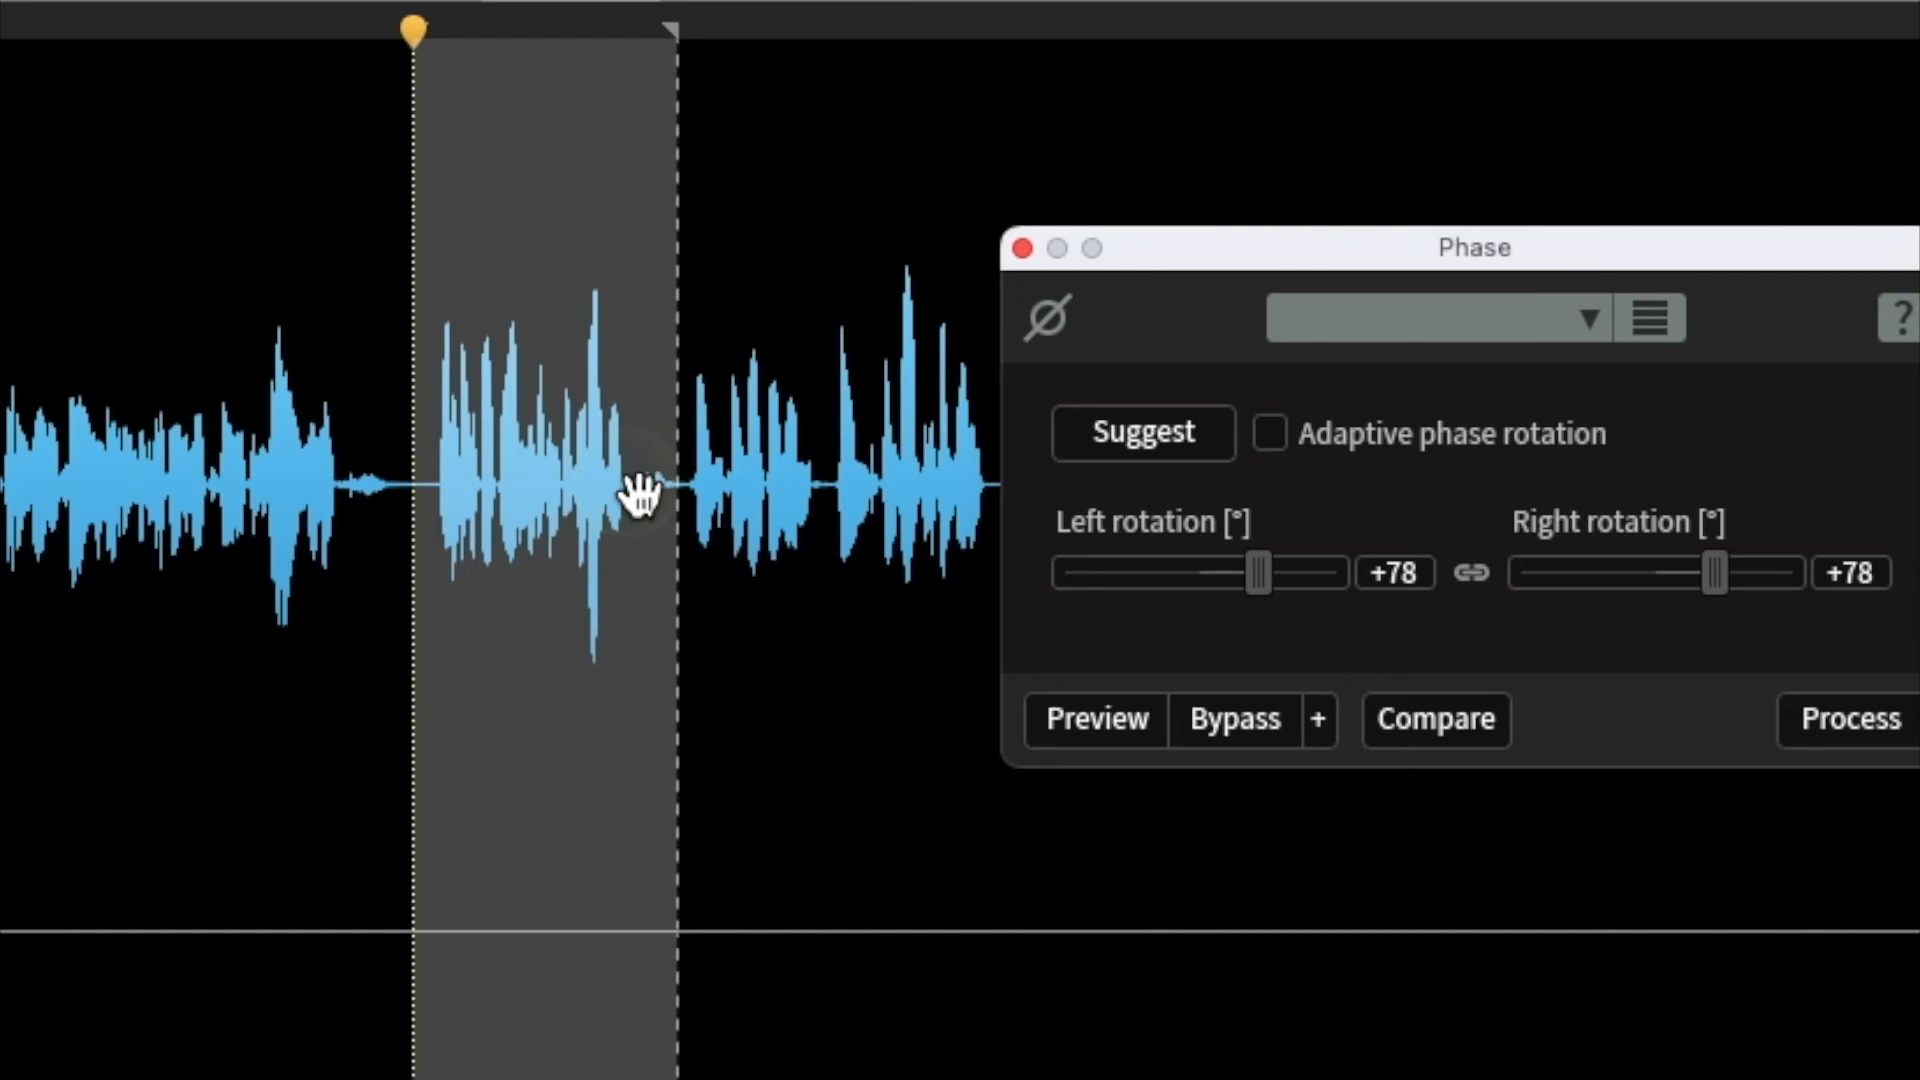 Phase
?
Suggest
Adaptive phase rotation
Left rotation [°]
Right rotation [°]
+78
+78
Preview
Bypass
+
Compare
Process